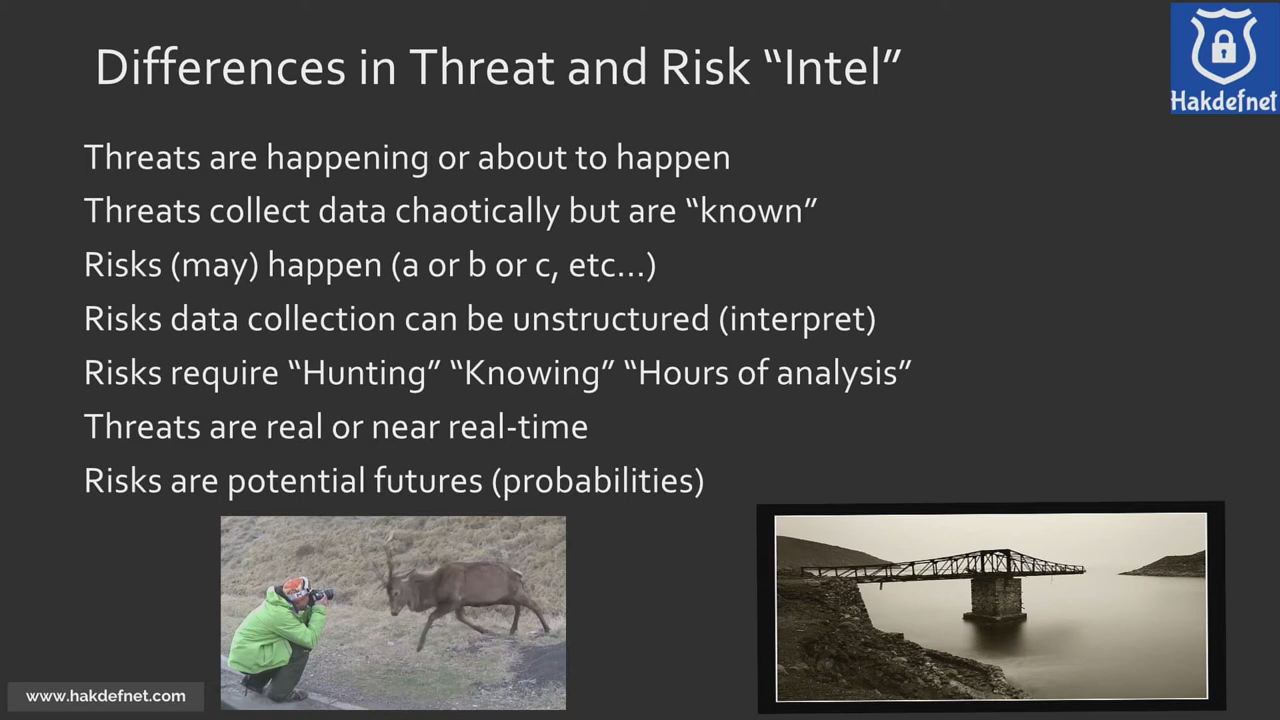 Differences in Threat and Risk “Intel”
Hakdefnet
Threats are happening or about to happen
Threats collect data chaotically but are “known”
Risks (may) happen (a or b or c, etc...)
Risks data collection can be unstructured (interpret)
Risks require “Hunting” “Knowing” “Hours of analysis”
Threats are real or near real-time
Risks are potential futures (probabilities)
www.hakdefnet.com